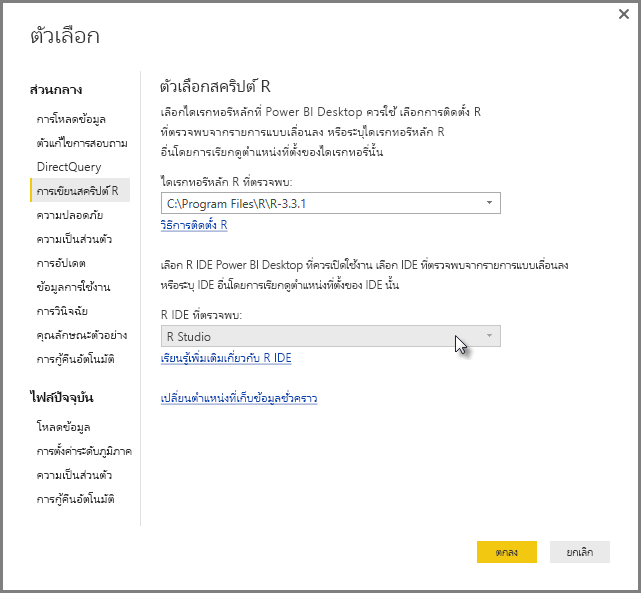 ตัวเลือก
ส่วนกลาง
การโหลดข้อมูล
ตัวแก้ไขการสอบถาม
DirectQuery
การเขียนสคริปต์ R
ความปลอดภัย
ความเป็นส่วนตัว
การอัปเดต
ข้อมูลการใช้งาน
การวินิจฉัย
คุณลักษณะตัวอย่าง
การกู้คืนอัตโนมัติ
ไฟล์ปัจจุบัน
โหลดข้อมูล
การตั้งค่าระดับภูมิภาค
ความเป็นส่วนตัว
การกู้คืนอัตโนมัติ
ตัวเลือกสคริปต์ R
เลือกไดเรกทอรีหลักที่ Power BI Desktop ควรใช้ เลือกการติดตั้ง R
ที่ตรวจพบจากรายการแบบเลื่อนลง หรือระบุไดเรกทอรีหลัก R
อื่นโดยการเรียกดูตำแหน่งที่ตั้งของไดเรกทอรีนั้น
ไดเรกทอรีหลัก R ที่ตรวจพบ:
C:\Program Files\R\R-3.3.1
วิธีการติดตั้ง R
เลือก R IDE Power BI Desktop ที่ควรเปิดใช้งาน เลือก IDE ที่ตรวจพบจากรายการแบบเลื่อนลง
หรือระบุ IDE อื่นโดยการเรียกดูตำแหน่งที่ตั้งของ IDE นั้น
R IDE ที่ตรวจพบ:
R Studio
เรียนรู้เพิ่มเติมเกี่ยวกับ R IDE
เปลี่ยนตำแหน่งที่เก็บข้อมูลชั่วคราว
ตกลง
ยกเลิก